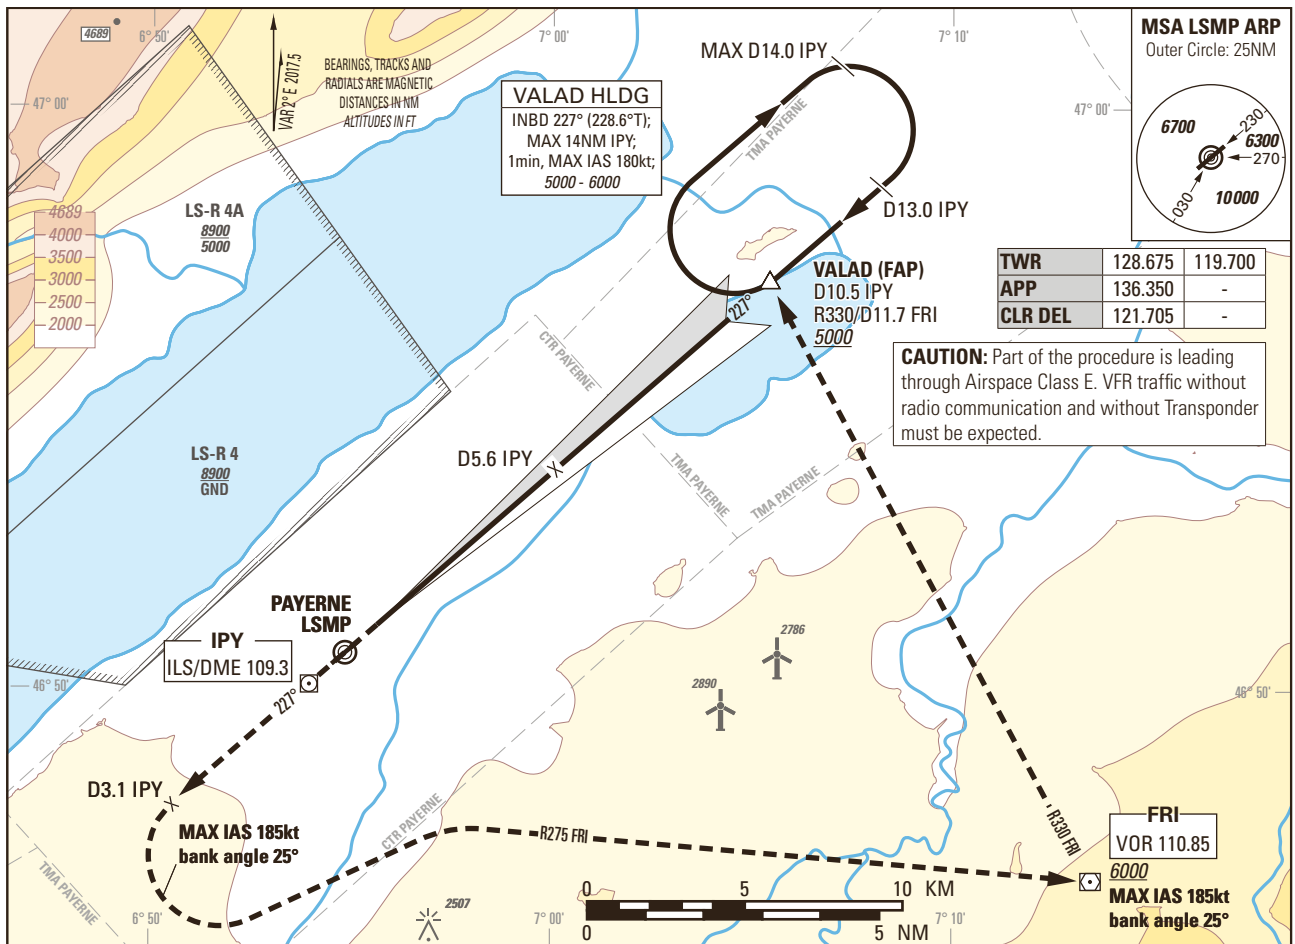 4689
6° 50'
7° 00'
7° 10'
47° 00'
47° 00'
VAR 2° E 2017.5
BEARINGS, TRACKS AND
RADIALS ARE MAGNETIC
DISTANCES IN NM
ALTITUDES IN FT
VALAD HLDG
INBD 227° (228.6°T);
MAX 14NM IPY;
1min, MAX IAS 180kt;
5000 - 6000
MAX D14.0 IPY
TMA PAYERNE
D13.0 IPY
MSA LSMP ARP
Outer Circle: 25NM
6700
230
6300
270
030
10000
LS-R 4A
8900
5000
4689
4000
3500
3000
2500
2000
VALAD (FAP)
D10.5 IPY
R330/D11.7 FRI
5000
227°
TWR 128.675 119.700
APP 136.350 -
CLR DEL 121.705 -
CAUTION: Part of the procedure is leading
through Airspace Class E. VFR traffic without
radio communication and without Transponder
must be expected.
CTR PAYERNE
LS-R 4
8900
GND
D5.6 IPY
TMA PAYERNE
TMA PAYERNE
PAYERNE
LSMP
IPY
ILS/DME 109.3
227°
46° 50'
46° 50'
2786
2890
D3.1 IPY
MAX IAS 185kt
bank angle 25°
CTR PAYERNE
R275 FRI
R330 FRI
FRI
VOR 110.85
6000
MAX IAS 185kt
bank angle 25°
TMA PAYERNE
6° 50'
2507
7° 00'
7° 10'
0 5 10 KM
0 5 NM